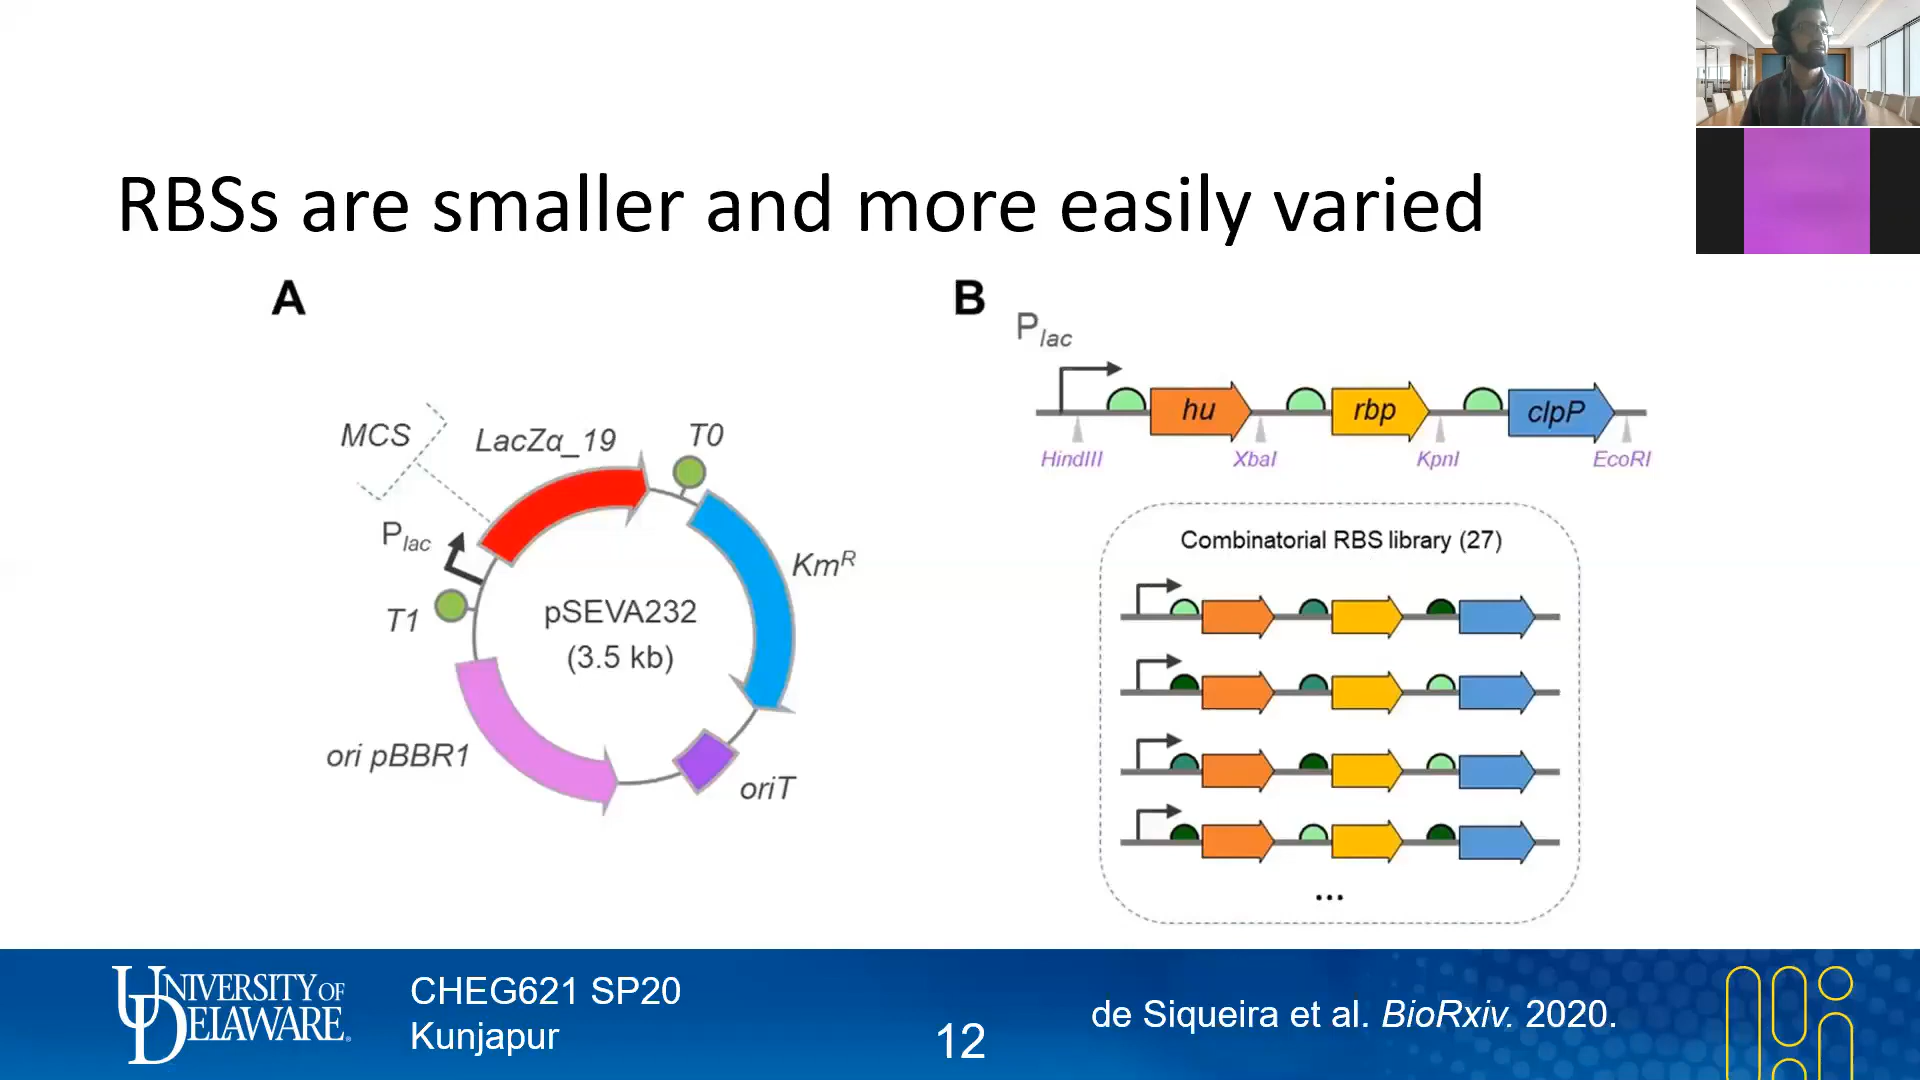 RBSs are smaller and more easily varied
A
MCS
LacZα_19
T0
Plac
KmR
T1
pSEVA232
(3.5 kb)
ori pBBR1
oriT
B
Plac
hu
rbp
clpP
HindIII
XbaI
KpnI
EcoRI
Combinatorial RBS library (27)
...
UNIVERSITY OF
DELAWARE.
CHEG621 SP20
Kunjapur
12
de Siqueira et al. BioRxiv. 2020.